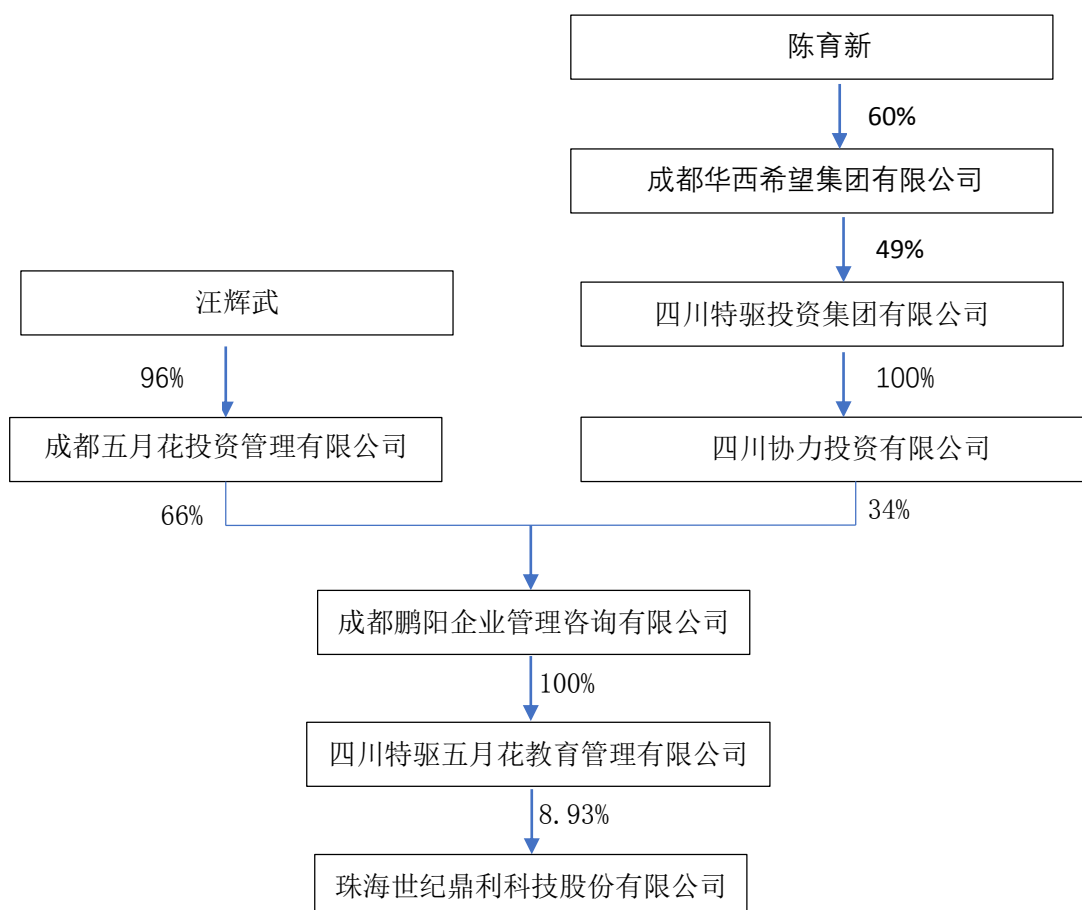 陈育新
60%
成都华西希望集团有限公司
49%
汪辉武
四川特驱投资集团有限公司
96%
100%
成都五月花投资管理有限公司
四川协力投资有限公司
66%
34%
成都鹏阳企业管理咨询有限公司
100%
四川特驱五月花教育管理有限公司
8.93%
珠海世纪鼎利科技股份有限公司